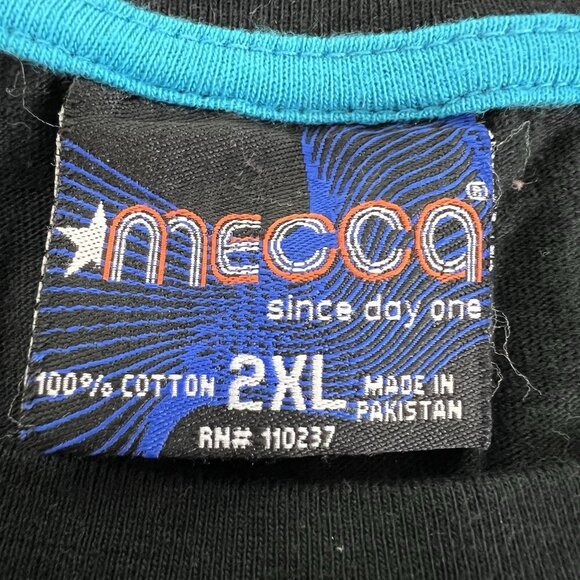 mecca®
since day one
100% COTTON 2XL MADE IN PAKISTAN
RN# 110237